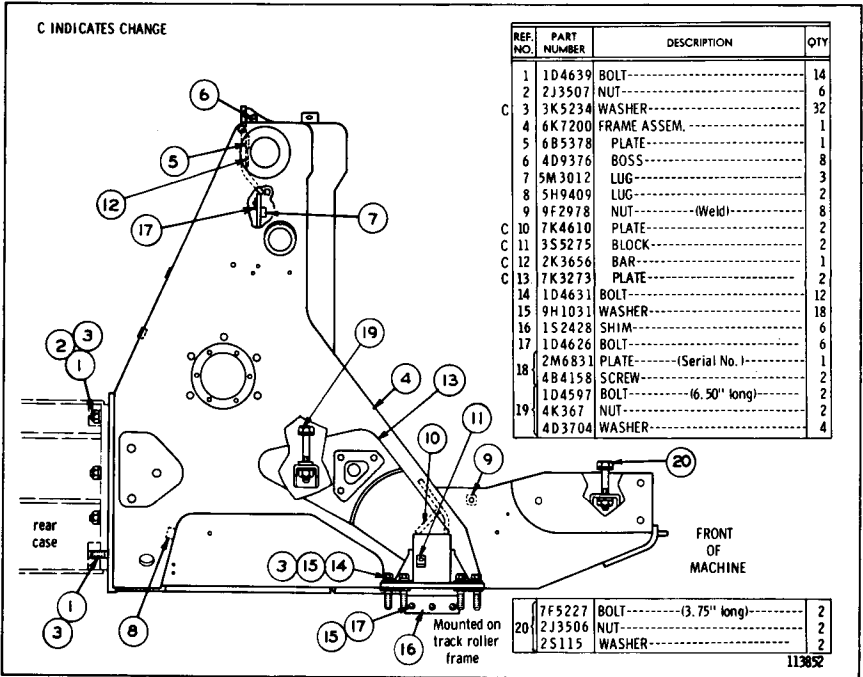 C INDICATES CHANGE
REF. NO. PART NUMBER DESCRIPTION QTY
1 1D4639 BOLT 14
2 2J3507 NUT 6
C 3 3K5234 WASHER 32
4 6K7200 FRAME ASSEM. 1
5 6B5378 PLATE 1
6 4D9376 BOSS 8
7 5M3012 LUG 3
8 5H9409 LUG 2
9 9F2978 NUT (Weld) 8
C 10 7K4610 PLATE 2
C 11 3S5275 BLOCK 2
C 12 2K3656 BAR 1
C 13 7K3273 PLATE 2
14 1D4631 BOLT 12
15 9H1031 WASHER 18
16 1S2428 SHIM 6
17 1D4626 BOLT 6
18 2M6831 PLATE (Serial No.) 1
4B4158 SCREW 2
19 1D4597 BOLT (6.50" long) 2
4K367 NUT 2
4D3704 WASHER 4
6
5
12
17
7
2
3
1
19
4
13
11
10
9
20
rear
case
FRONT
OF
MACHINE
3 15 14
1
3
8
15
17
16
Mounted on
track roller
frame
20 7F5227 BOLT (3.75" long) 2
2J3506 NUT 2
2S115 WASHER 2
113852